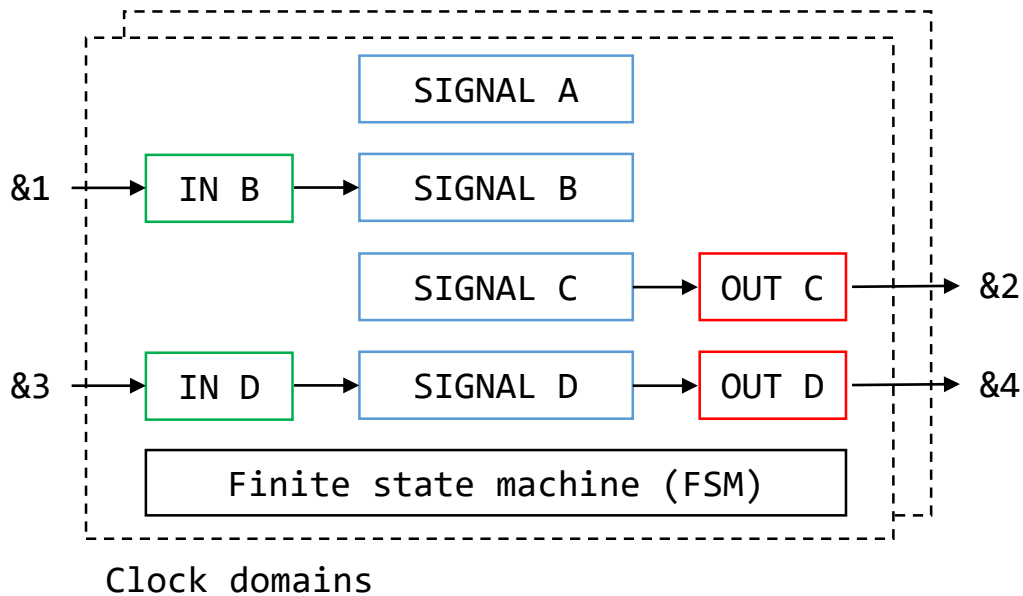 SIGNAL A
&1 IN B SIGNAL B
SIGNAL C OUT C &2
&3 IN D SIGNAL D OUT D &4
Finite state machine (FSM)
Clock domains